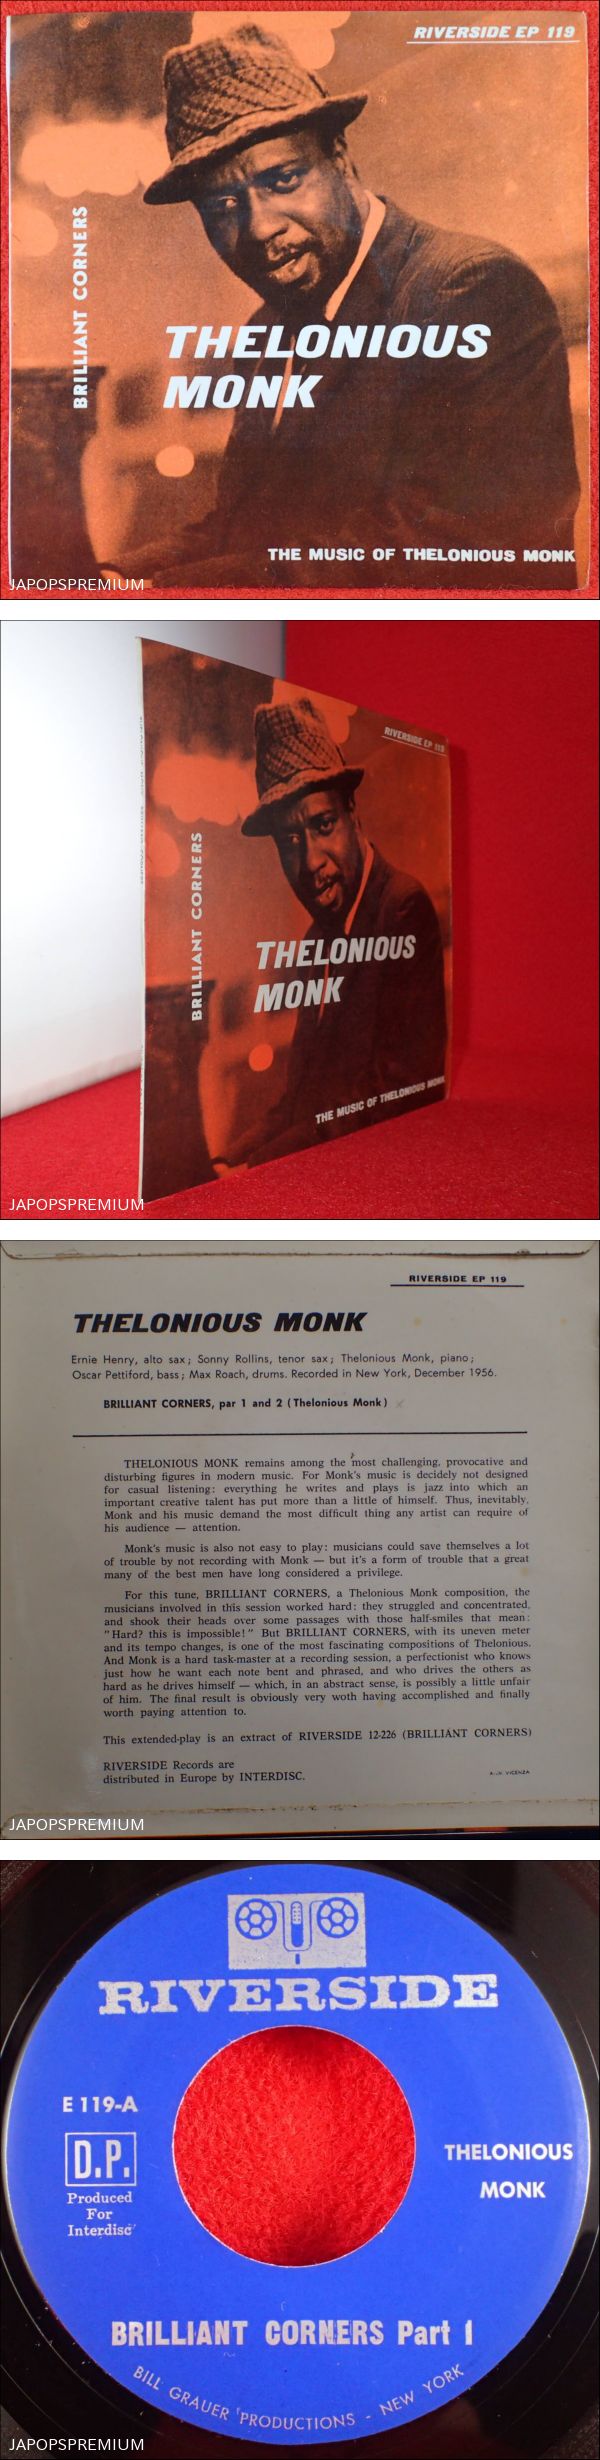 RIVERSIDE EP 119
BRILLIANT CORNERS
THELONIOUS
MONK
THE MUSIC OF THELONIOUS MONK
JAPOPSPREMIUM
RIVERSIDE EP 119
BRILLIANT CORNERS
THELONIOUS
MONK
THE MUSIC OF THELONIOUS MONK
JAPOPSPREMIUM
RIVERSIDE EP 119
THELONIOUS MONK
Ernie Henry, alto sax; Sonny Rollins, tenor sax; Thelonious Monk, piano;
Oscar Pettiford, bass; Max Roach, drums. Recorded in New York, December 1956.
BRILLIANT CORNERS, par 1 and 2 (Thelonious Monk)
THELONIOUS MONK remains among the most challenging, provocative and
disturbing figures in modern music. For Monk's music is decidely not designed
for casual listening: everything he writes and plays is jazz into which an
important creative talent has put more than a little of himself. Thus, inevitably,
Monk and his music demand the most difficult thing any artist can require of
his audience — attention.
Monk's music is also not easy to play: musicians could save themselves a lot
of trouble by not recording with Monk — but it's a form of trouble that a great
many of the best men have long considered a privilege.
For this tune, BRILLIANT CORNERS, a Thelonious Monk composition, the
musicians involved in this session worked hard: they struggled and concentrated,
and shook their heads over some passages with those half-smiles that mean:
"Hard? this is impossible!" But BRILLIANT CORNERS, with its uneven meter
and its tempo changes, is one of the most fascinating compositions of Thelonious.
And Monk is a hard task-master at a recording session, a perfectionist who knows
just how he want each note bent and phrased, and who drives the others as
hard as he drives himself — which, in an abstract sense, is possibly a little unfair
of him. The final result is obviously very woth having accomplished and finally
worth paying attention to.
This extended-play is an extract of RIVERSIDE 12-226 (BRILLIANT CORNERS)
RIVERSIDE Records are
distributed in Europe by INTERDISC.
VICENZA
JAPOPSPREMIUM
RIVERSIDE
E 119-A
D.P.
Produced
For
Interdisc
THELONIOUS
MONK
BRILLIANT CORNERS Part 1
BILL GRAUER PRODUCTIONS - NEW YORK
JAPOPSPREMIUM